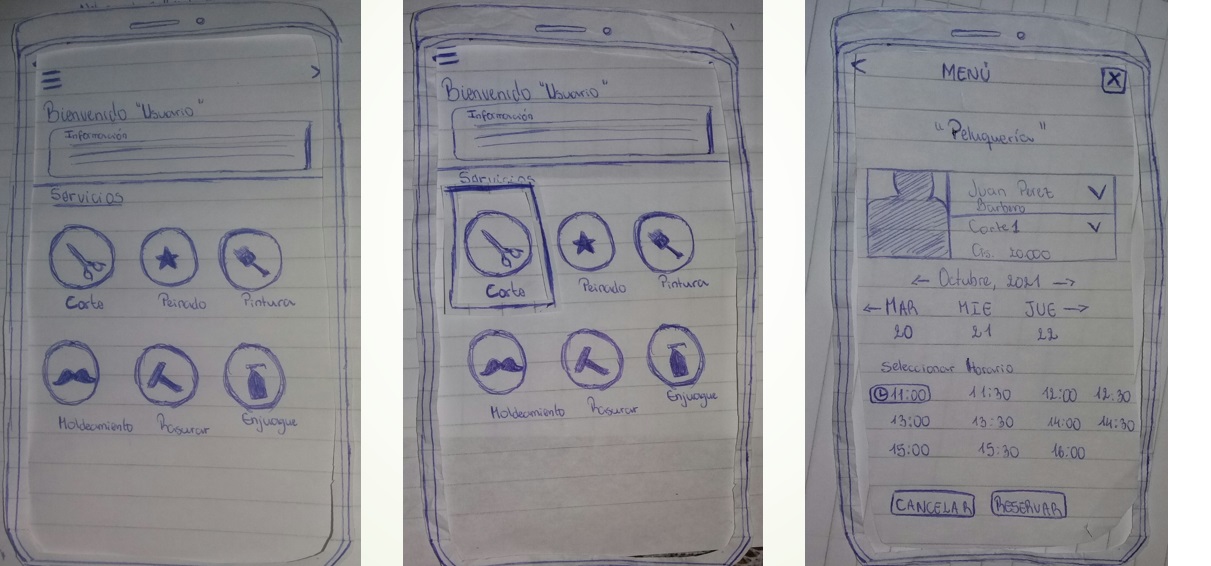 Bienvenido "Usuario"
Información
Servicios
Corte Peinado Pintura
Moldeamiento Rasurar Enjuague
Bienvenido "Usuario"
Información
Servicios
Corte Peinado Pintura
Moldeamiento Rasurar Enjuague
< MENÚ X
"Peluquería"
Juan Perez
Barbero
Corte 1
Gs. 20.000
← Octubre, 2021 →
← MAR MIE JUE →
20 21 22
Seleccionar Horario
11:00 11:30 12:00 12:30
13:00 13:30 14:00 14:30
15:00 15:30 16:00
CANCELAR RESERVAR